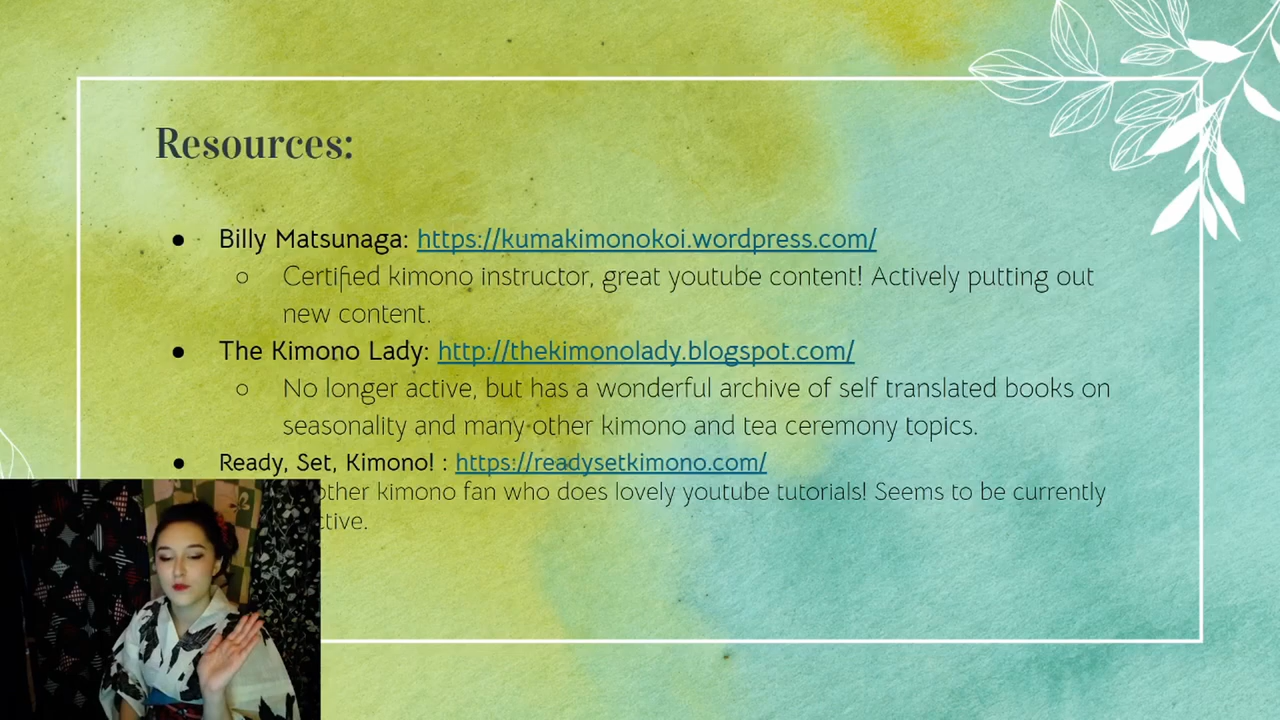 Resources:
● Billy Matsunaga: https://kumakimonokoi.wordpress.com/
○ Certified kimono instructor, great youtube content! Actively putting out
new content.
● The Kimono Lady: http://thekimonolady.blogspot.com/
○ No longer active, but has a wonderful archive of self translated books on
seasonality and many other kimono and tea ceremony topics.
● Ready, Set, Kimono! : https://readysetkimono.com/
other kimono fan who does lovely youtube tutorials! Seems to be currently
ctive.